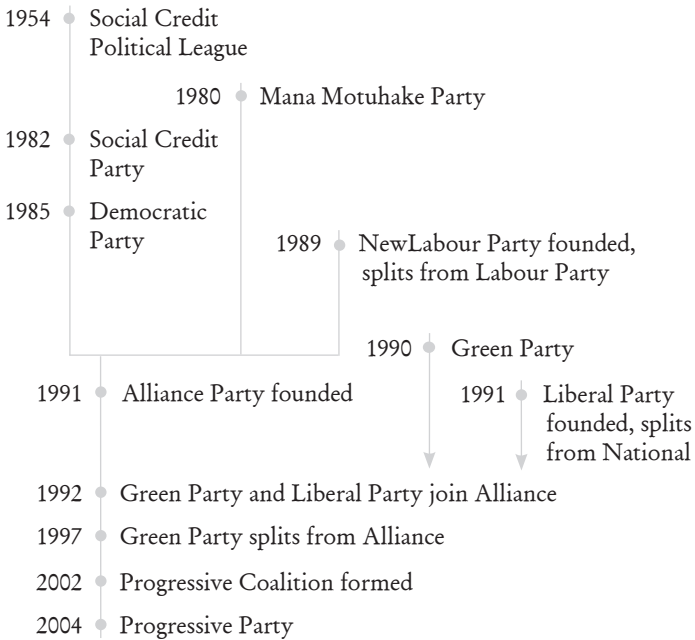 1954 Social Credit
Political League
1980 Mana Motuhake Party
1982 Social Credit
Party
1985 Democratic
Party
1989 NewLabour Party founded,
splits from Labour Party
1990 Green Party
1991 Alliance Party founded
1991 Liberal Party
founded, splits
from National
1992 Green Party and Liberal Party join Alliance
1997 Green Party splits from Alliance
2002 Progressive Coalition formed
2004 Progressive Party